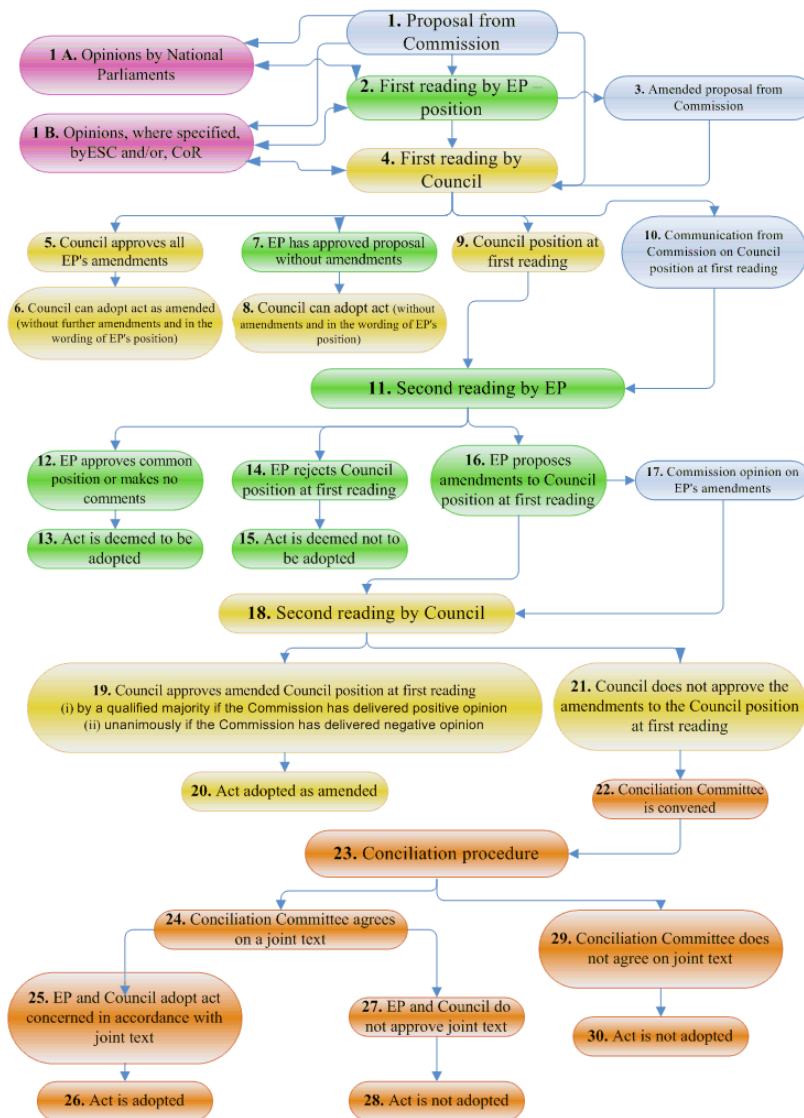 1. Proposal from
Commission
1 A. Opinions by National
Parliaments
2. First reading by EP –
position
3. Amended proposal from
Commission
1 B. Opinions, where specified,
byESC and/or, CoR
4. First reading by
Council
5. Council approves all
EP's amendments
7. EP has approved proposal
without amendments
9. Council position at
first reading
10. Communication from
Commission on Council
position at first reading
6. Council can adopt act as amended
(without further amendments and in the
wording of EP's position)
8. Council can adopt act (without
amendments and in the wording of EP's
position)
11. Second reading by EP
12. EP approves common
position or makes no
comments
14. EP rejects Council
position at first reading
16. EP proposes
amendments to Council
position at first reading
17. Commission opinion on
EP's amendments
13. Act is deemed to be
adopted
15. Act is deemed not to
be adopted
18. Second reading by Council
19. Council approves amended Council position at first reading
(i) by a qualified majority if the Commission has delivered positive opinion
(ii) unanimously if the Commission has delivered negative opinion
21. Council does not approve the
amendments to the Council position
at first reading
20. Act adopted as amended
22. Conciliation Committee
is convened
23. Conciliation procedure
24. Conciliation Committee agrees
on a joint text
29. Conciliation Committee does
not agree on joint text
25. EP and Council adopt act
concerned in accordance with
joint text
27. EP and Council do
not approve joint text
30. Act is not adopted
26. Act is adopted
28. Act is not adopted